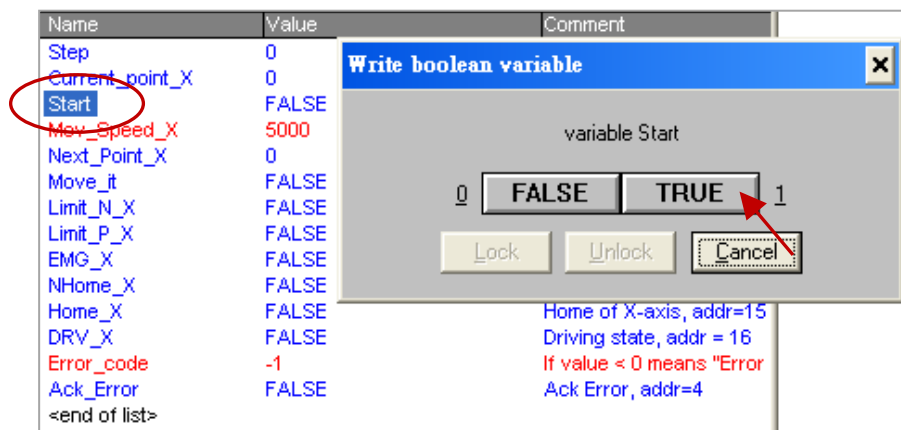 Name Value Comment
Step 0
Current_point_X 0
Start FALSE
Mov_Speed_X 5000
Next_Point_X 0
Move_it FALSE
Limit_N_X FALSE
Limit_P_X FALSE
EMG_X FALSE
NHome_X FALSE
Home_X FALSE Home of X-axis, addr=15
DRV_X FALSE Driving state, addr = 16
Error_code -1 If value < 0 means "Error
Ack_Error FALSE Ack Error, addr=4
<end of list>
Write boolean variable
variable Start
0 FALSE TRUE 1
Lock Unlock Cancel